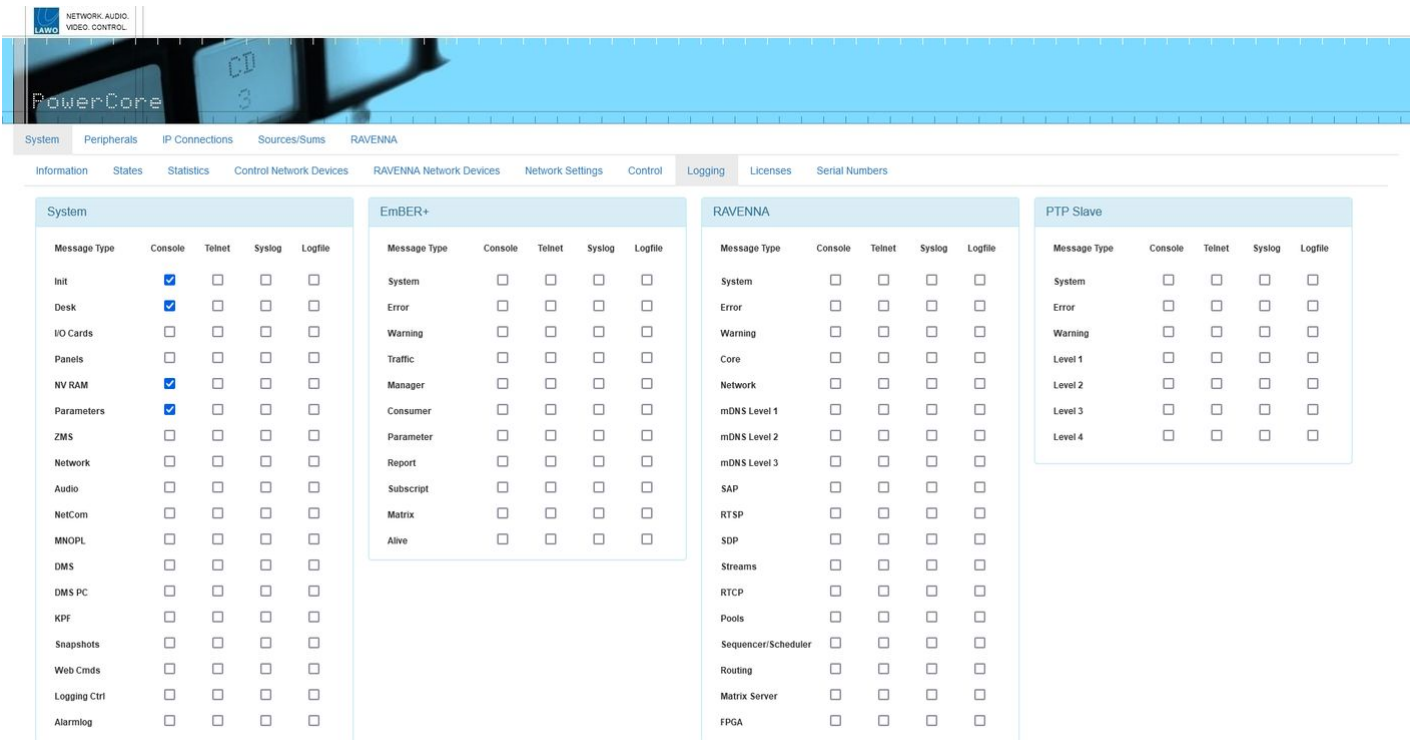 LAWO
NETWORK. AUDIO.
VIDEO. CONTROL.
CD
3
PowerCore
System Peripherals IP Connections Sources/Sums RAVENNA
Information States Statistics Control Network Devices RAVENNA Network Devices Network Settings Control Logging Licenses Serial Numbers
System
Message Type Console Telnet Syslog Logfile
Init
Desk
I/O Cards
Panels
NV RAM
Parameters
ZMS
Network
Audio
NetCom
MNOPL
DMS
DMS PC
KPF
Snapshots
Web Cmds
Logging Ctrl
Alarmlog
EmBER+
Message Type Console Telnet Syslog Logfile
System
Error
Warning
Traffic
Manager
Consumer
Parameter
Report
Subscript
Matrix
Alive
RAVENNA
Message Type Console Telnet Syslog Logfile
System
Error
Warning
Core
Network
mDNS Level 1
mDNS Level 2
mDNS Level 3
SAP
RTSP
SDP
Streams
RTCP
Pools
Sequencer/Scheduler
Routing
Matrix Server
FPGA
PTP Slave
Message Type Console Telnet Syslog Logfile
System
Error
Warning
Level 1
Level 2
Level 3
Level 4